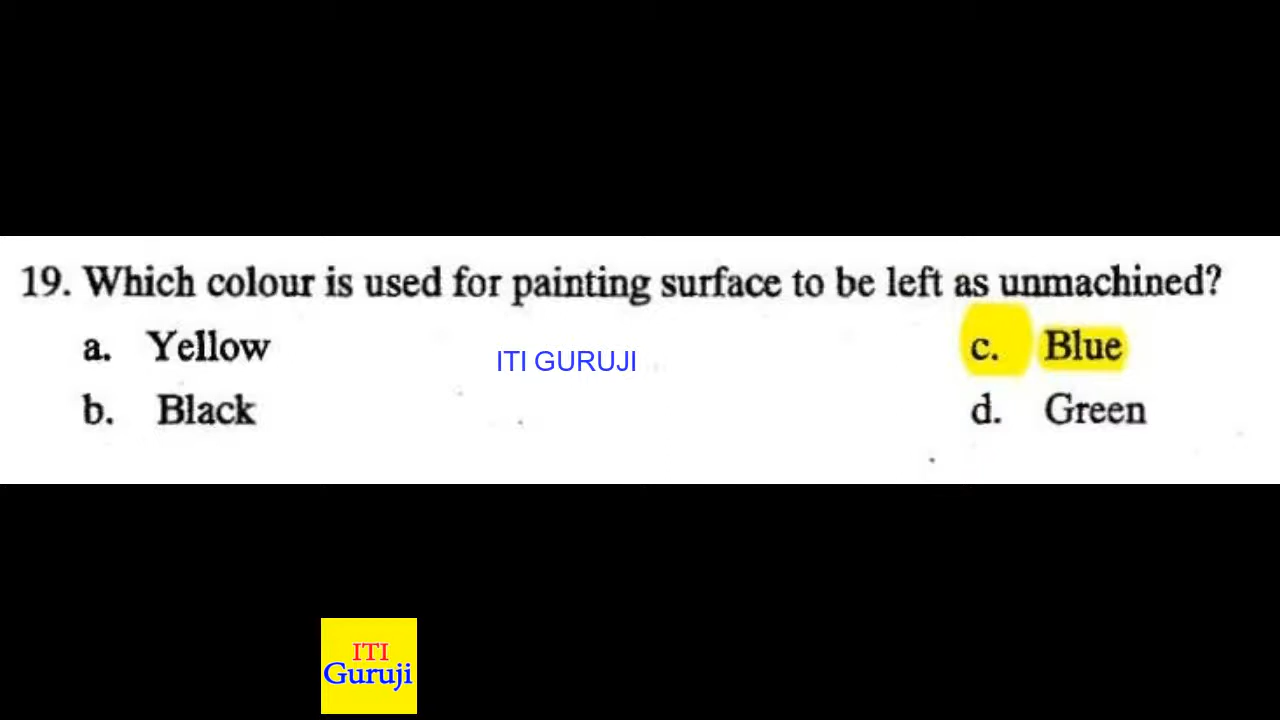 19. Which colour is used for painting surface to be left as unmachined?
a. Yellow
ITI GURUJI
c. Blue
b. Black
d. Green
ITI
Guruji